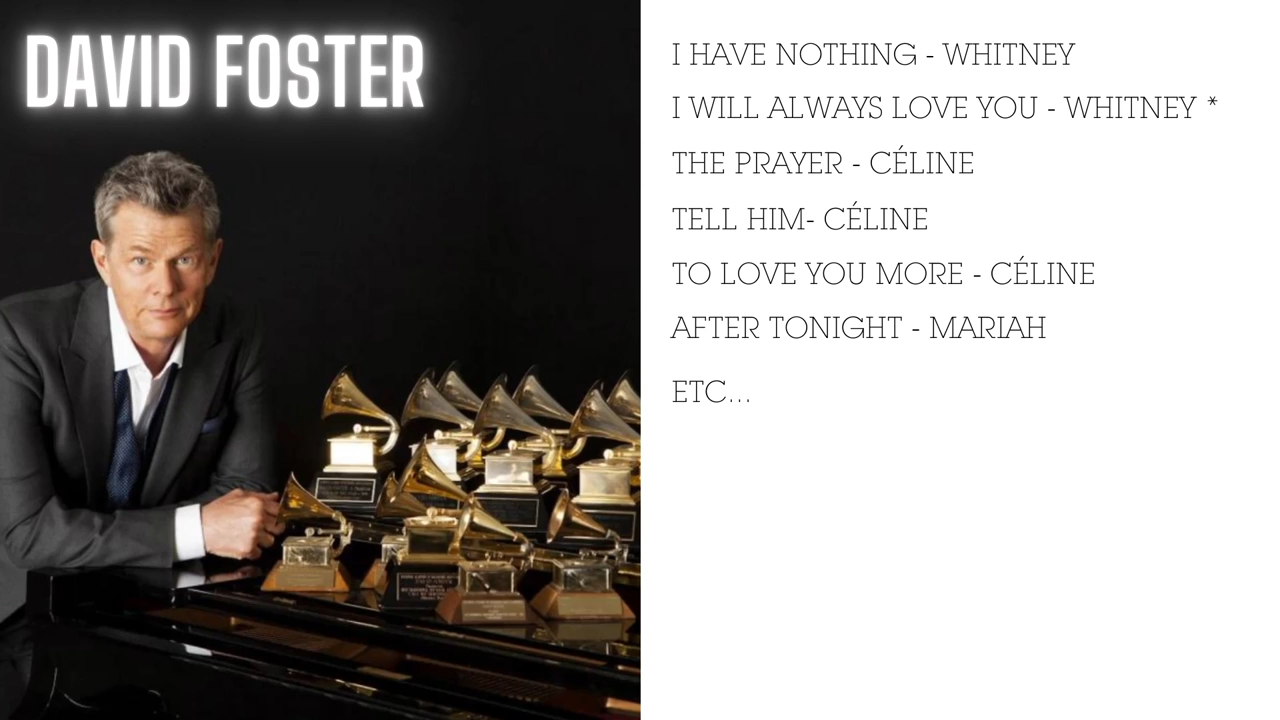 DAVID FOSTER
I HAVE NOTHING - WHITNEY
I WILL ALWAYS LOVE YOU - WHITNEY *
THE PRAYER - CÉLINE
TELL HIM- CÉLINE
TO LOVE YOU MORE - CÉLINE
AFTER TONIGHT - MARIAH
ETC...